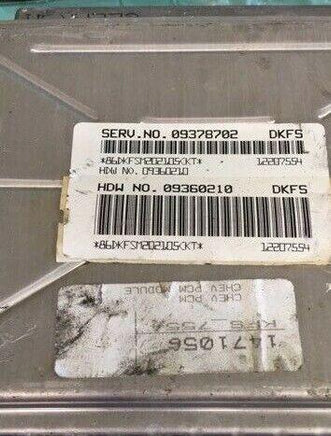 SERV.NO. 09378702 DKFS
*86DKFSM202105CKT* 12207554
HDW NO. 09360210
HDW NO. 09360210 DKFS
*86DKFSM202105CKT* 12207554
1471056
7554
CHEV PCM MODULE
CHEV PCM